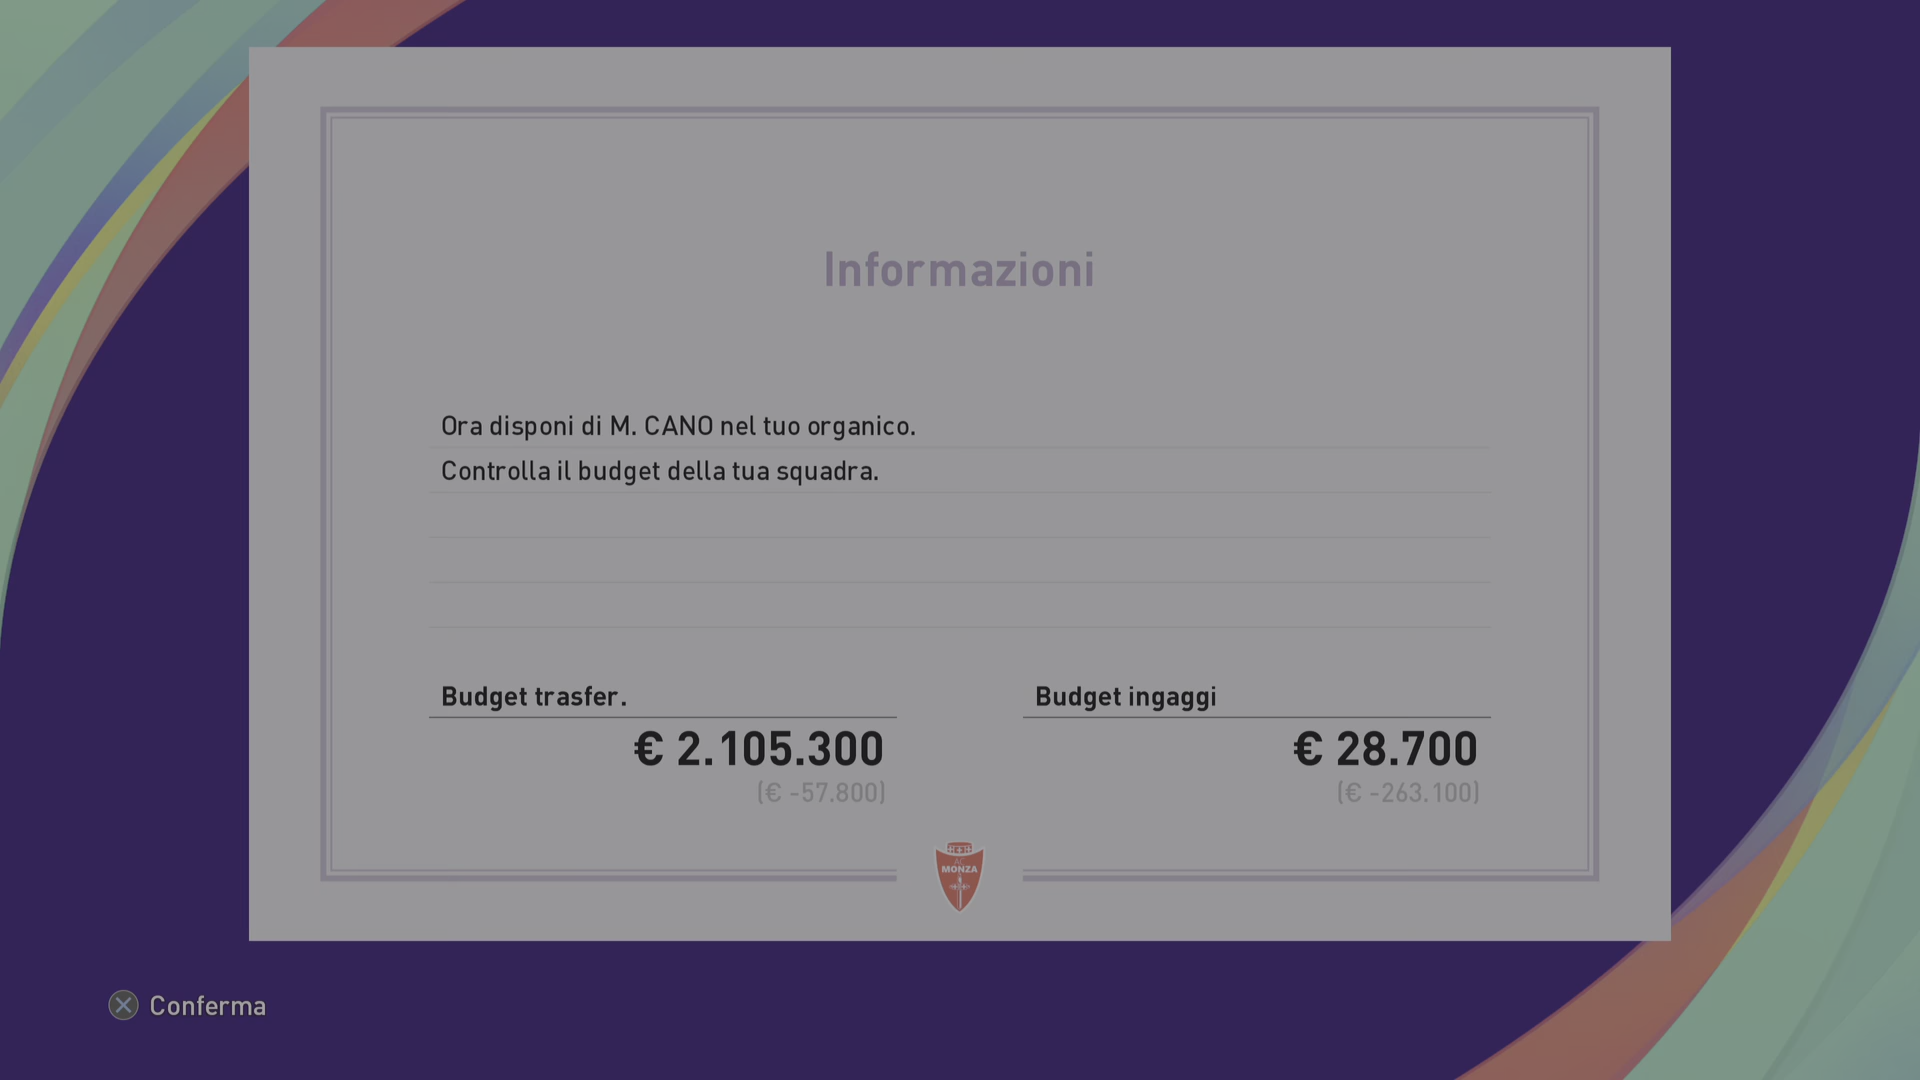 Informazioni
Ora disponi di M. CANO nel tuo organico.
Controlla il budget della tua squadra.
Budget trasfer.
€ 2.105.300
(€ -57.800)
Budget ingaggi
€ 28.700
(€ -263.100)
AC
MONZA
Conferma